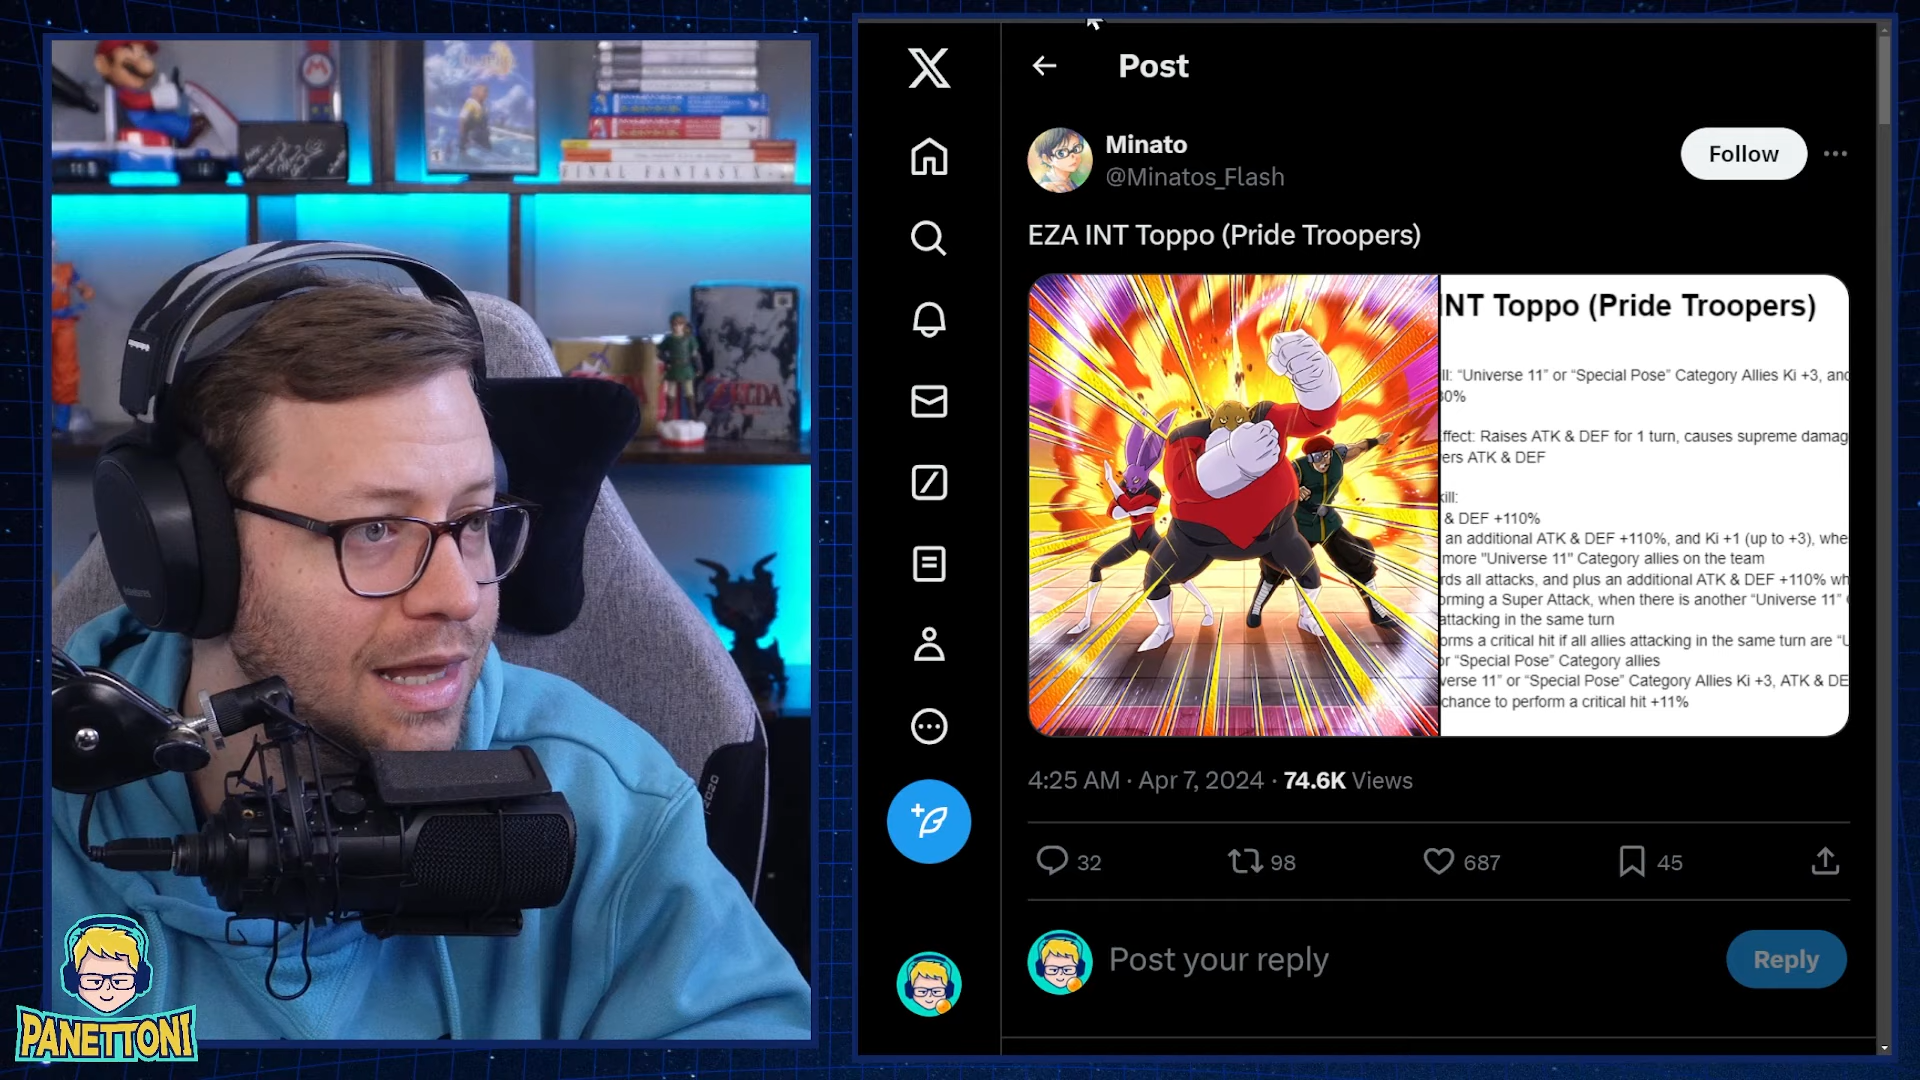 FINAL FANTASY X-
ZELDA
2020
PANETTONI
Post
Minato
@Minatos_Flash
Follow
EZA INT Toppo (Pride Troopers)
INT Toppo (Pride Troopers)
ll: “Universe 11” or “Special Pose” Category Allies Ki +3, and
30%
ffect: Raises ATK & DEF for 1 turn, causes supreme damag
ers ATK & DEF
kill:
& DEF +110%
an additional ATK & DEF +110%, and Ki +1 (up to +3), whe
more "Universe 11" Category allies on the team
rds all attacks, and plus an additional ATK & DEF +110% wh
orming a Super Attack, when there is another “Universe 11”
attacking in the same turn
orms a critical hit if all allies attacking in the same turn are “U
or “Special Pose” Category allies
verse 11” or “Special Pose” Category Allies Ki +3, ATK & DE
chance to perform a critical hit +11%
4:25 AM · Apr 7, 2024 · 74.6K Views
32 98 687 45
Post your reply
Reply